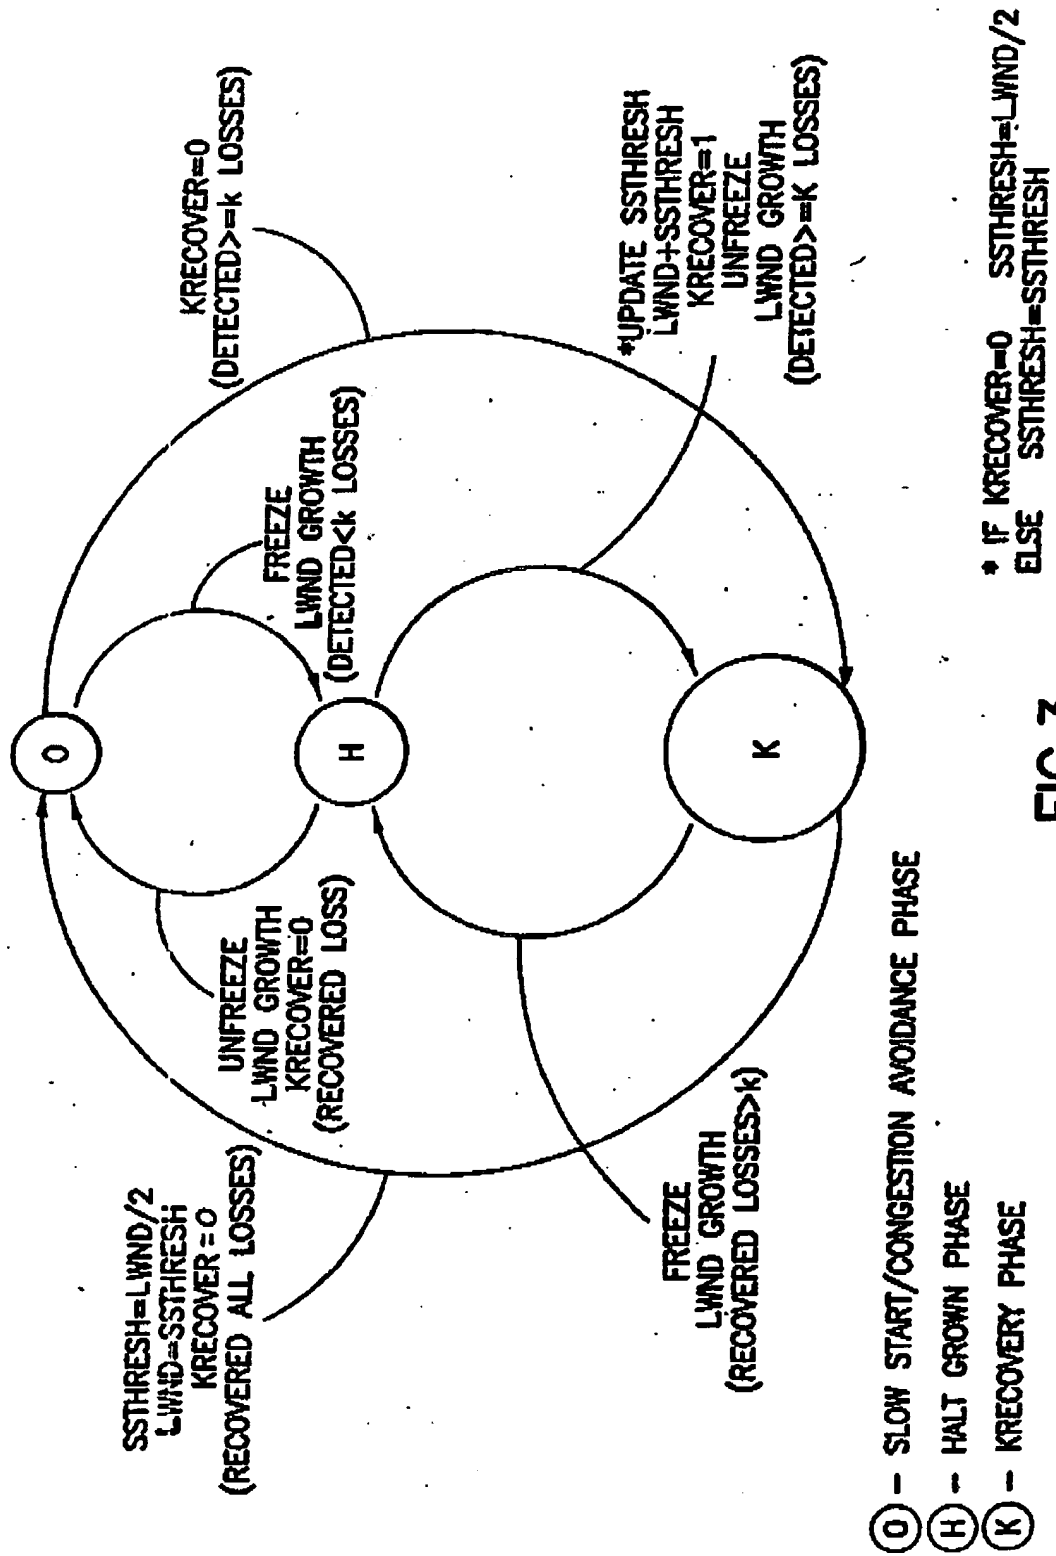 SSTHRESH=LWND/2
LWND=SSTHRESH
KRECOVER=0
(RECOVERED ALL LOSSES)
UNFREEZE
LWND GROWTH
KRECOVER=0
(RECOVERED LOSS)
FREEZE
LWND GROWTH
(DETECTED<k LOSSES)
KRECOVER=0
(DETECTED>=k LOSSES)
O
H
K
FREEZE
LWND GROWTH
(RECOVERED LOSSES>k)
*UPDATE SSTHRESH
LWND+SSTHRESH
KRECOVER=1
UNFREEZE
LWND GROWTH
(DETECTED>=K LOSSES)
O - SLOW START/CONGESTION AVOIDANCE PHASE
H - HALT GROWN PHASE
K - KRECOVERY PHASE
* IF KRECOVER=0 SSTHRESH=LWND/2
ELSE SSTHRESH=SSTHRESH
FIG. 3